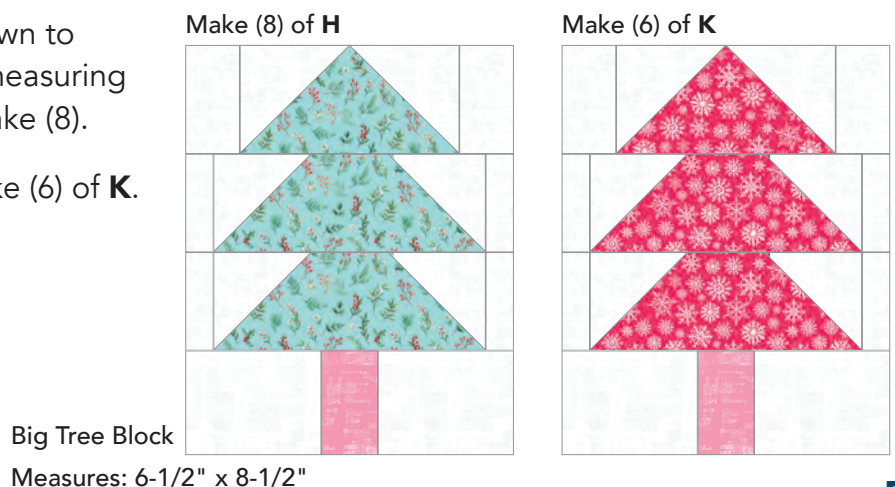 wn to
neasuring
ke (8).
e (6) of K.
Make (8) of H
Make (6) of K
Big Tree Block
Measures: 6-1/2" x 8-1/2"